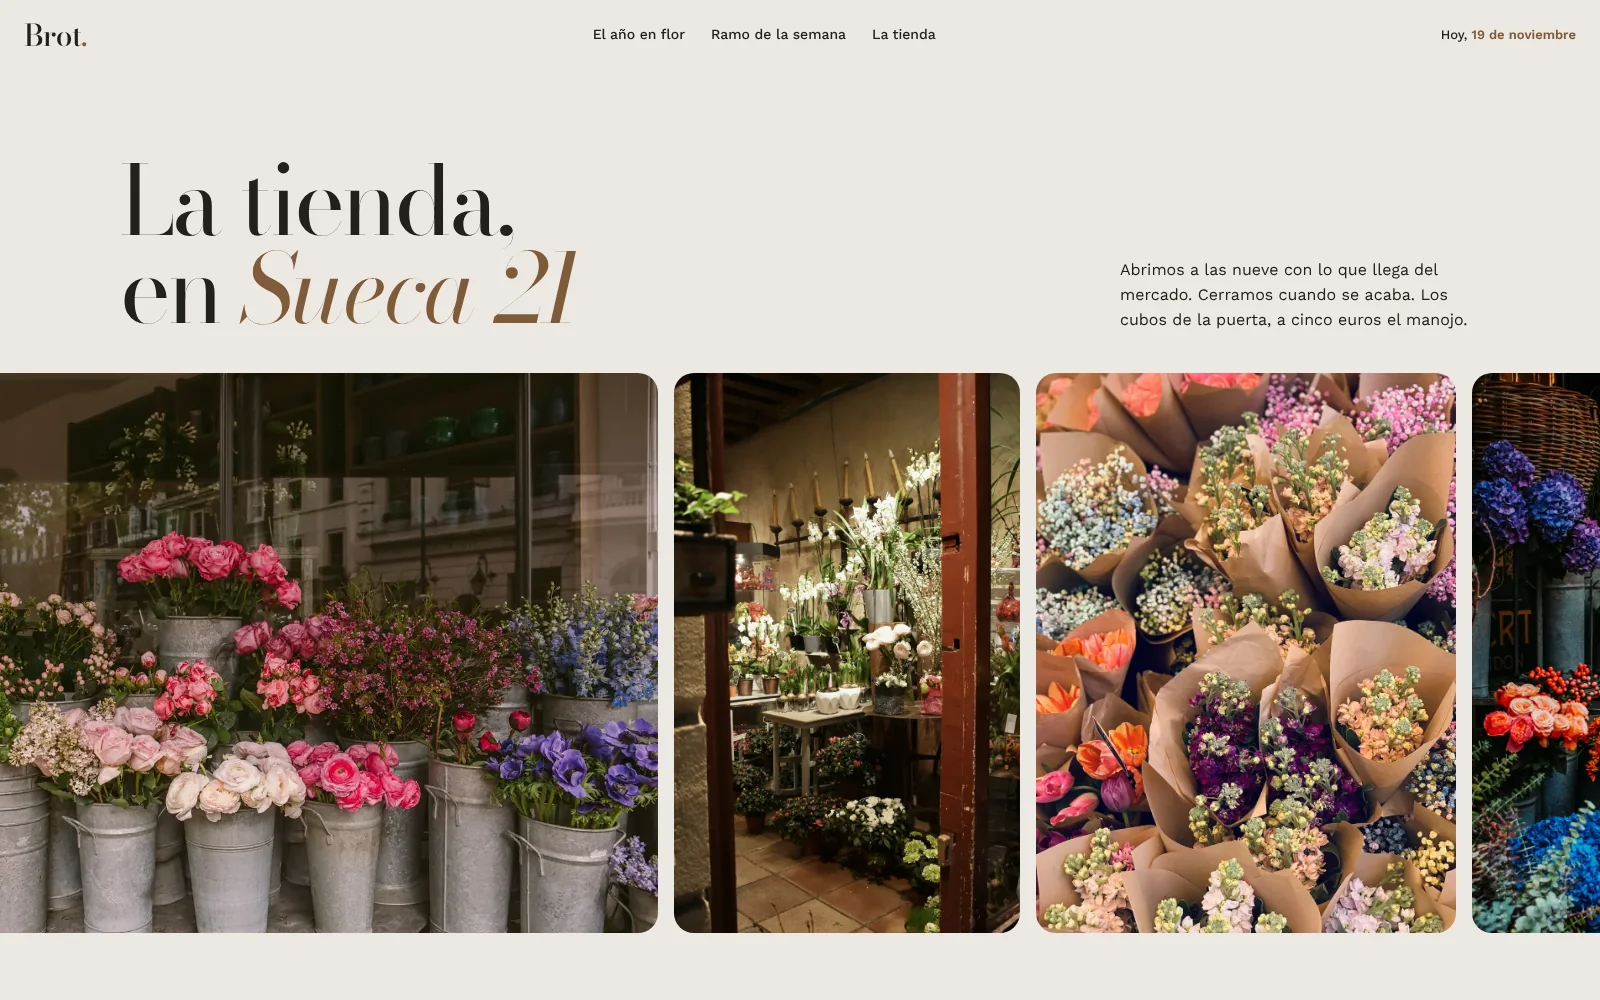 Brot.
El año en flor
Ramo de la semana
La tienda
Hoy, 19 de noviembre
La tienda,
en Sueca 21
Abrimos a las nueve con lo que llega del
mercado. Cerramos cuando se acaba. Los
cubos de la puerta, a cinco euros el manojo.